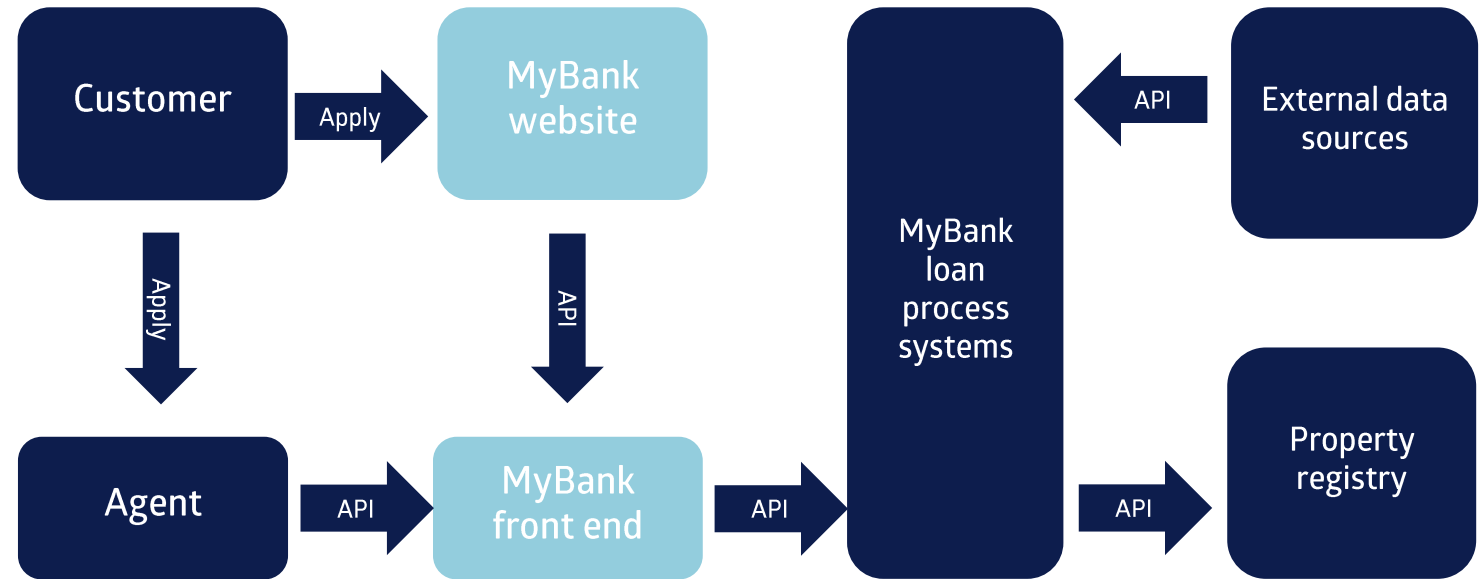 Customer
Apply
MyBank
website
API
External data
sources
Apply
API
MyBank
loan
process
systems
Agent
API
MyBank
front end
API
API
Property
registry